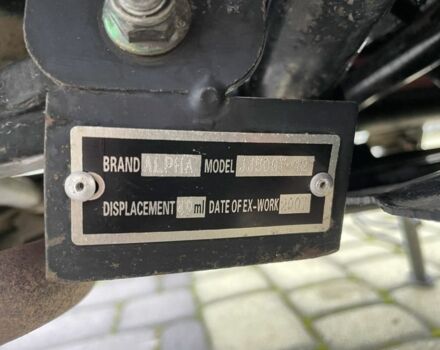 BRAND ALPHA MODEL
DISPLACEMENT ml DATE OF EX-WORK